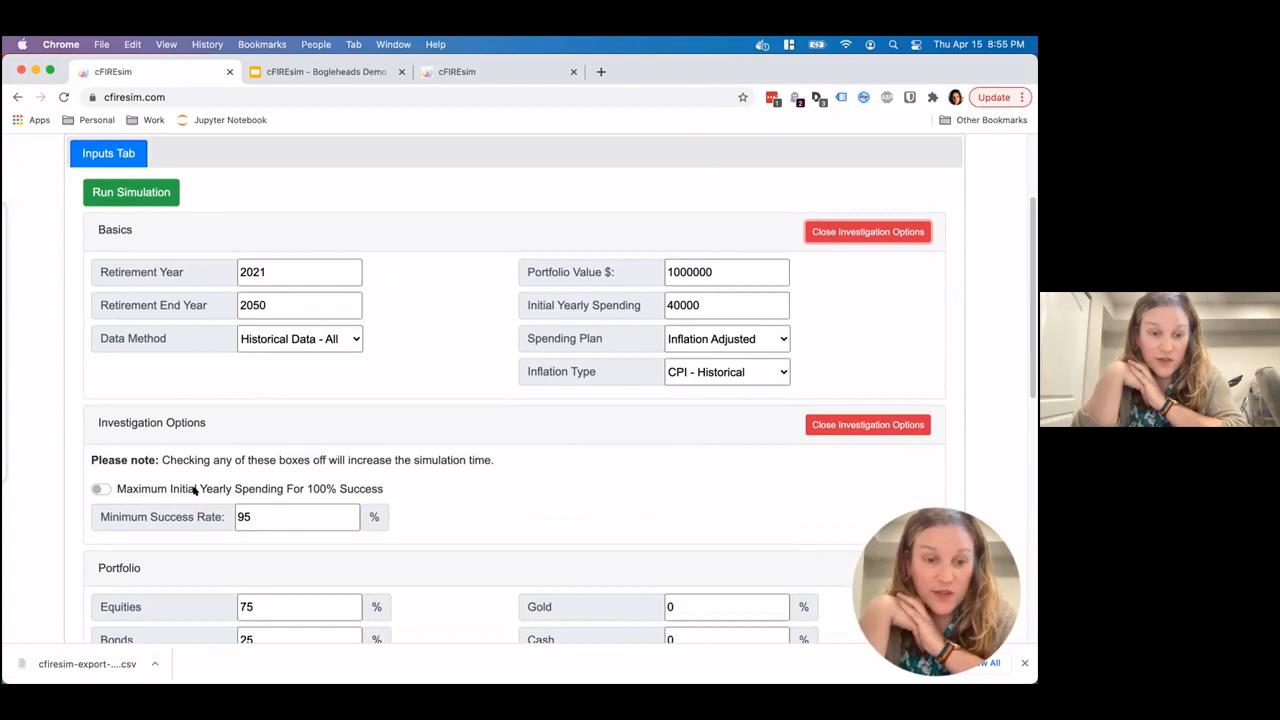 Chrome File Edit View History Bookmarks People Tab Window Help Thu Apr 15 8:55 PM
cFIREsim cFIREsim - Bogleheads Demo cFIREsim
cfiresim.com 1 2 3 ABP Update
Apps Personal Work Jupyter Notebook Other Bookmarks
Inputs Tab
Run Simulation
Basics Close Investigation Options
Retirement Year 2021 Portfolio Value $: 1000000
Retirement End Year 2050 Initial Yearly Spending 40000
Data Method Historical Data - All Spending Plan Inflation Adjusted
Inflation Type CPI - Historical
Investigation Options Close Investigation Options
Please note: Checking any of these boxes off will increase the simulation time.
Maximum Initial Yearly Spending For 100% Success
Minimum Success Rate: 95 %
Portfolio
Equities 75 % Gold 0 %
Bonds 25 % Cash 0 %
cfiresim-export-....csv All